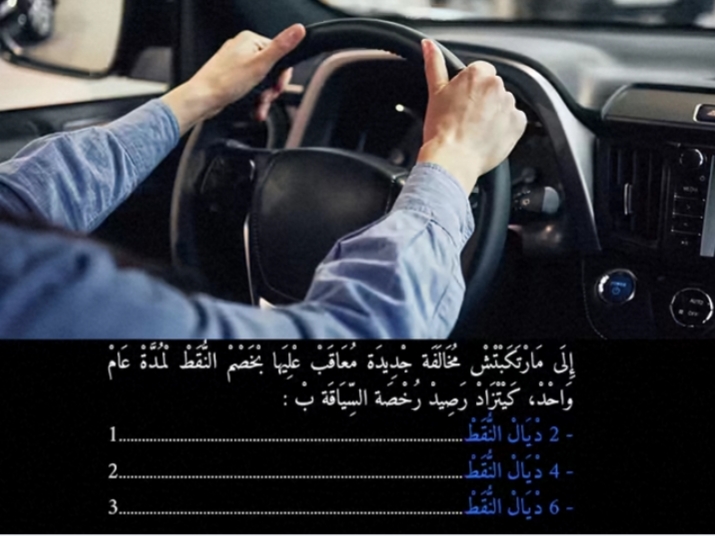 إِلَى مَارْتَكَبْتْشْ مُخَالَفَة جْدِيدَة مُعَاقَبْ عْلِيهَا بْخَصْمْ النُّقَطْ لْمُدَّةْ عَامْ
وَاحْدْ، كَيْتْزَادْ رَصِيدْ رُخْصَة السِّيَاقَة بْ :
- 2 دْيَالْ النُّقَطْ......................................................1
- 4 دْيَالْ النُّقَطْ......................................................2
- 6 دْيَالْ النُّقَطْ......................................................3